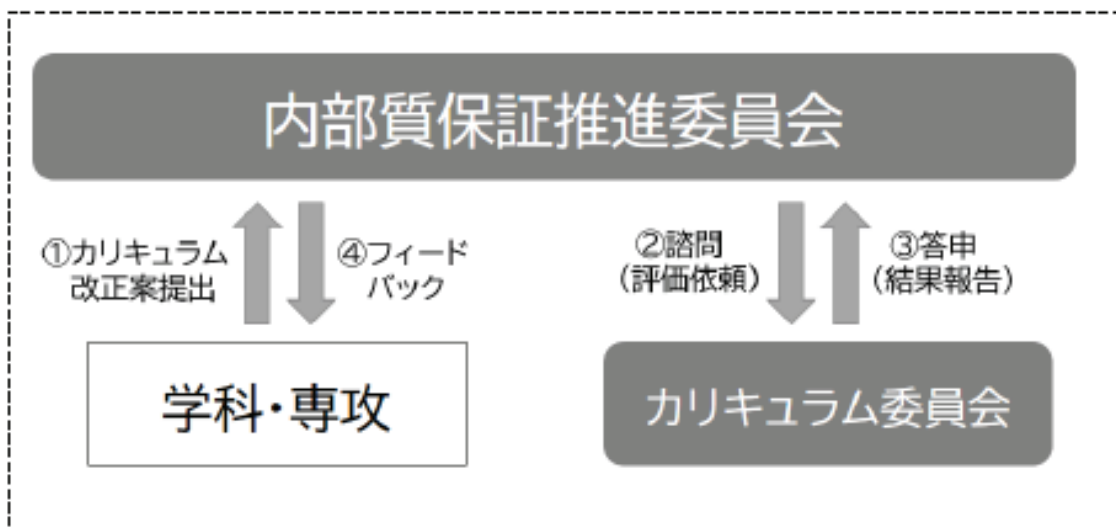 内部質保証推進委員会
①カリキュラム
改正案提出
④フィード
バック
②諮問
（評価依頼）
③答申
（結果報告）
学科・専攻
カリキュラム委員会